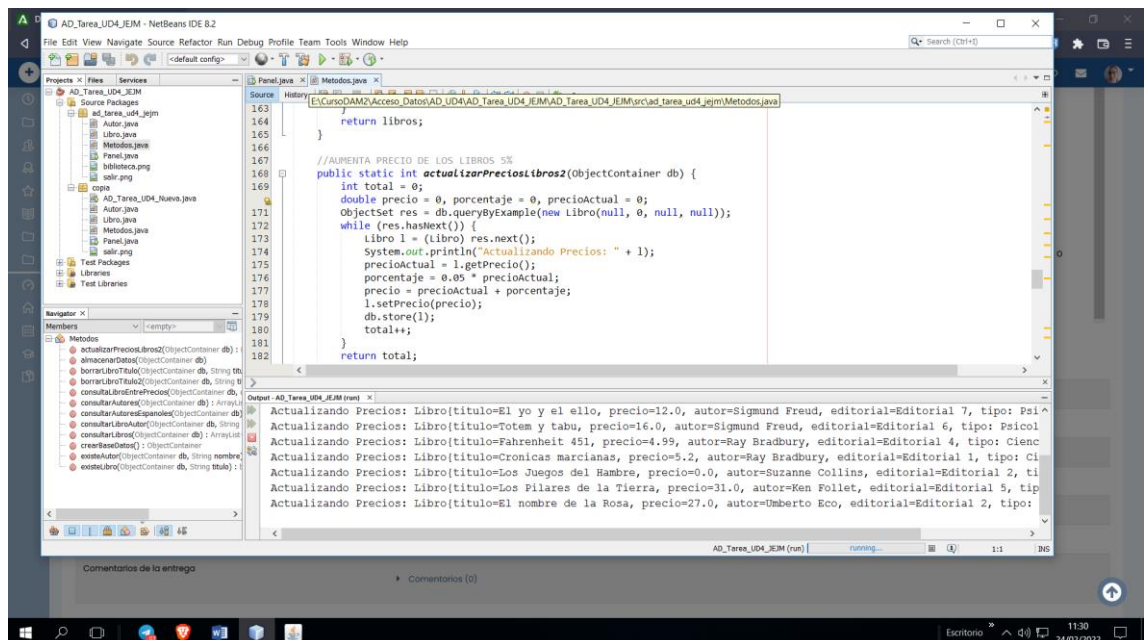 AD_Tarea_UD4_JEJM - NetBeans IDE 8.2
File Edit View Navigate Source Refactor Run Debug Profile Team Tools Window Help
Search (Ctrl+I)
<default config>
Projects Files Services
AD_Tarea_UD4_JEJM
Source Packages
ad_tarea_ud4_jejm
Autor.java
Libro.java
Metodos.java
Panel.java
biblioteca.png
salir.png
copia
AD_Tarea_UD4_Nueva.java
Autor.java
Libro.java
Metodos.java
Panel.java
salir.png
Test Packages
Libraries
Test Libraries
Navigator
Members <empty>
Metodos
actualizarPreciosLibros2(ObjectContainer db) :
almacenarDatos(ObjectContainer db)
borrarLibroTitulo(ObjectContainer db, String titu
borrarLibroTitulo2(ObjectContainer db, String ti
consultaLibroEntrePrecios(ObjectContainer db,
consultarAutores(ObjectContainer db) : ArrayLi
consultarAutoresEspanoles(ObjectContainer db)
consultarLibroAutor(ObjectContainer db, String
consultarLibros(ObjectContainer db) : ArrayList
crearBaseDatos() : ObjectContainer
existeAutor(ObjectContainer db, String nombre)
existeLibro(ObjectContainer db, String titulo) :
Panel.java Metodos.java
Source History
E:\CursoDAM2\Acceso_Datos\AD_UD4\AD_Tarea_UD4_JEJM\AD_Tarea_UD4_JEJM\src\ad_tarea_ud4_jejm\Metodos.java
163 }
164 return libros;
165 }
166
167 //AUMENTA PRECIO DE LOS LIBROS 5%
168 public static int actualizarPreciosLibros2(ObjectContainer db) {
169 int total = 0;
double precio = 0, porcentaje = 0, precioActual = 0;
171 ObjectSet res = db.queryByExample(new Libro(null, 0, null, null));
172 while (res.hasNext()) {
173 Libro l = (Libro) res.next();
174 System.out.println("Actualizando Precios: " + l);
175 precioActual = l.getPrecio();
176 porcentaje = 0.05 * precioActual;
177 precio = precioActual + porcentaje;
178 l.setPrecio(precio);
179 db.store(l);
180 total++;
181 }
182 return total;
Output - AD_Tarea_UD4_JEJM (run)
Actualizando Precios: Libro{titulo=El yo y el ello, precio=12.0, autor=Sigmund Freud, editorial=Editorial 7, tipo: Psi
Actualizando Precios: Libro{titulo=Totem y tabu, precio=16.0, autor=Sigmund Freud, editorial=Editorial 6, tipo: Psicol
Actualizando Precios: Libro{titulo=Fahrenheit 451, precio=4.99, autor=Ray Bradbury, editorial=Editorial 4, tipo: Cienc
Actualizando Precios: Libro{titulo=Cronicas marcianas, precio=5.2, autor=Ray Bradbury, editorial=Editorial 1, tipo: Ci
Actualizando Precios: Libro{titulo=Los Juegos del Hambre, precio=0.0, autor=Suzanne Collins, editorial=Editorial 2, ti
Actualizando Precios: Libro{titulo=Los Pilares de la Tierra, precio=31.0, autor=Ken Follet, editorial=Editorial 5, tip
Actualizando Precios: Libro{titulo=El nombre de la Rosa, precio=27.0, autor=Umberto Eco, editorial=Editorial 2, tipo:
AD_Tarea_UD4_JEJM (run) running... 1:1 INS
Comentarios de la entrega
Comentarios (0)
Escritorio 11:30
24/02/2022